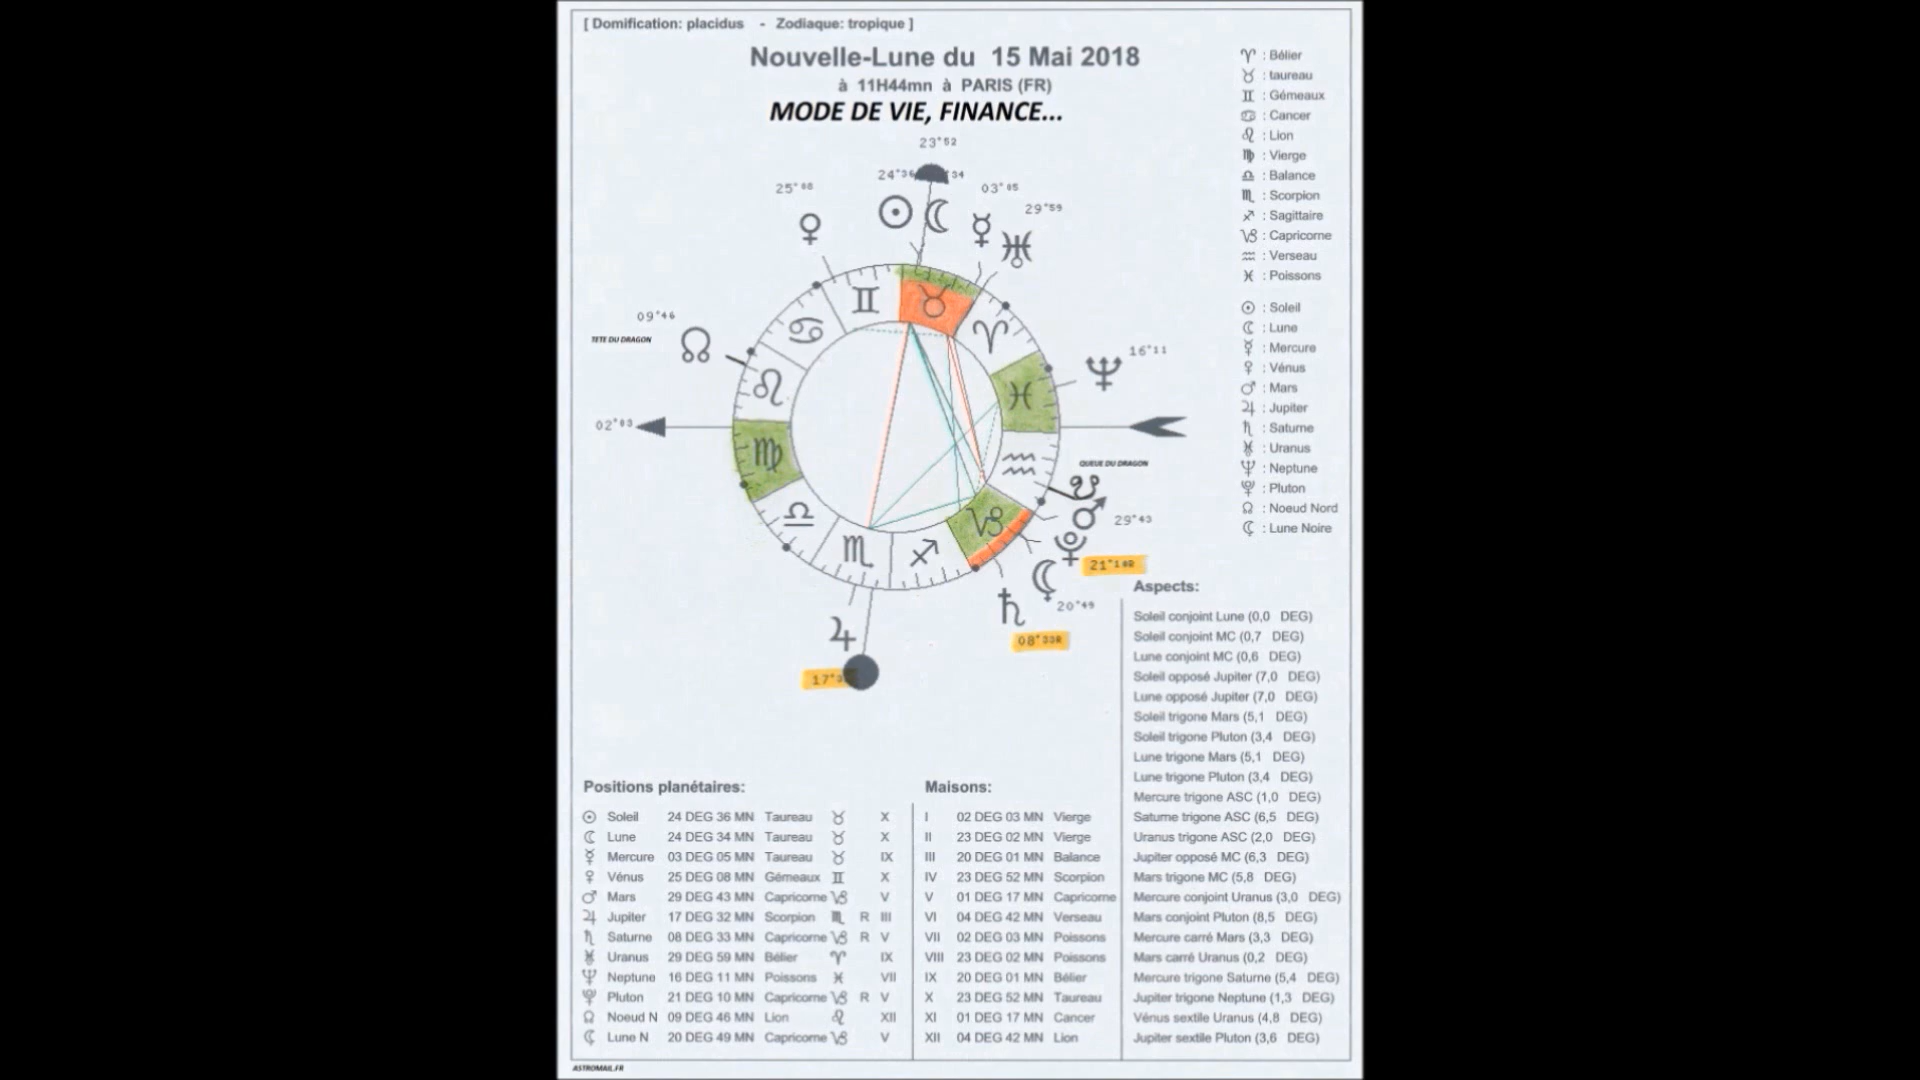 [ Domification: placidus - Zodiaque: tropique ]
Nouvelle-Lune du 15 Mai 2018
à 11H44mn à PARIS (FR)
MODE DE VIE, FINANCE...
♈ : Bélier
♉ : taureau
♊ : Gémeaux
♋ : Cancer
♌ : Lion
♍ : Vierge
♎ : Balance
♏ : Scorpion
♐ : Sagittaire
♑ : Capricorne
♒ : Verseau
♓ : Poissons
☉ : Soleil
☾ : Lune
☿ : Mercure
♀ : Vénus
♂ : Mars
♃ : Jupiter
♄ : Saturne
♅ : Uranus
♆ : Neptune
♇ : Pluton
☊ : Noeud Nord
⚸ : Lune Noire
23°52
24°36 34
25°08
03°05
29°59
09°46
TETE DU DRAGON
16°11
02°03
QUEUE DU DRAGON
29°43
21°10R
20°49
08°33R
17°3
Aspects:
Soleil conjoint Lune (0,0 DEG)
Soleil conjoint MC (0,7 DEG)
Lune conjoint MC (0,6 DEG)
Soleil opposé Jupiter (7,0 DEG)
Lune opposé Jupiter (7,0 DEG)
Soleil trigone Mars (5,1 DEG)
Soleil trigone Pluton (3,4 DEG)
Lune trigone Mars (5,1 DEG)
Lune trigone Pluton (3,4 DEG)
Mercure trigone ASC (1,0 DEG)
Saturne trigone ASC (6,5 DEG)
Uranus trigone ASC (2,0 DEG)
Jupiter opposé MC (6,3 DEG)
Mars trigone MC (5,8 DEG)
Mercure conjoint Uranus (3,0 DEG)
Mars conjoint Pluton (8,5 DEG)
Mercure carré Mars (3,3 DEG)
Mars carré Uranus (0,2 DEG)
Mercure trigone Saturne (5,4 DEG)
Jupiter trigone Neptune (1,3 DEG)
Vénus sextile Uranus (4,8 DEG)
Jupiter sextile Pluton (3,6 DEG)
Positions planétaires:
☉ Soleil 24 DEG 36 MN Taureau ♉ X
☾ Lune 24 DEG 34 MN Taureau ♉ X
☿ Mercure 03 DEG 05 MN Taureau ♉ IX
♀ Vénus 25 DEG 08 MN Gémeaux ♊ X
♂ Mars 29 DEG 43 MN Capricorne ♑ V
♃ Jupiter 17 DEG 32 MN Scorpion ♏ R III
♄ Saturne 08 DEG 33 MN Capricorne ♑ R V
♅ Uranus 29 DEG 59 MN Bélier ♈ IX
♆ Neptune 16 DEG 11 MN Poissons ♓ VII
♇ Pluton 21 DEG 10 MN Capricorne ♑ R V
☊ Noeud N 09 DEG 46 MN Lion ♌ XII
⚸ Lune N 20 DEG 49 MN Capricorne ♑ V
Maisons:
I 02 DEG 03 MN Vierge
II 23 DEG 02 MN Vierge
III 20 DEG 01 MN Balance
IV 23 DEG 52 MN Scorpion
V 01 DEG 17 MN Capricorne
VI 04 DEG 42 MN Verseau
VII 02 DEG 03 MN Poissons
VIII 23 DEG 02 MN Poissons
IX 20 DEG 01 MN Bélier
X 23 DEG 52 MN Taureau
XI 01 DEG 17 MN Cancer
XII 04 DEG 42 MN Lion
ASTROMAIL.FR